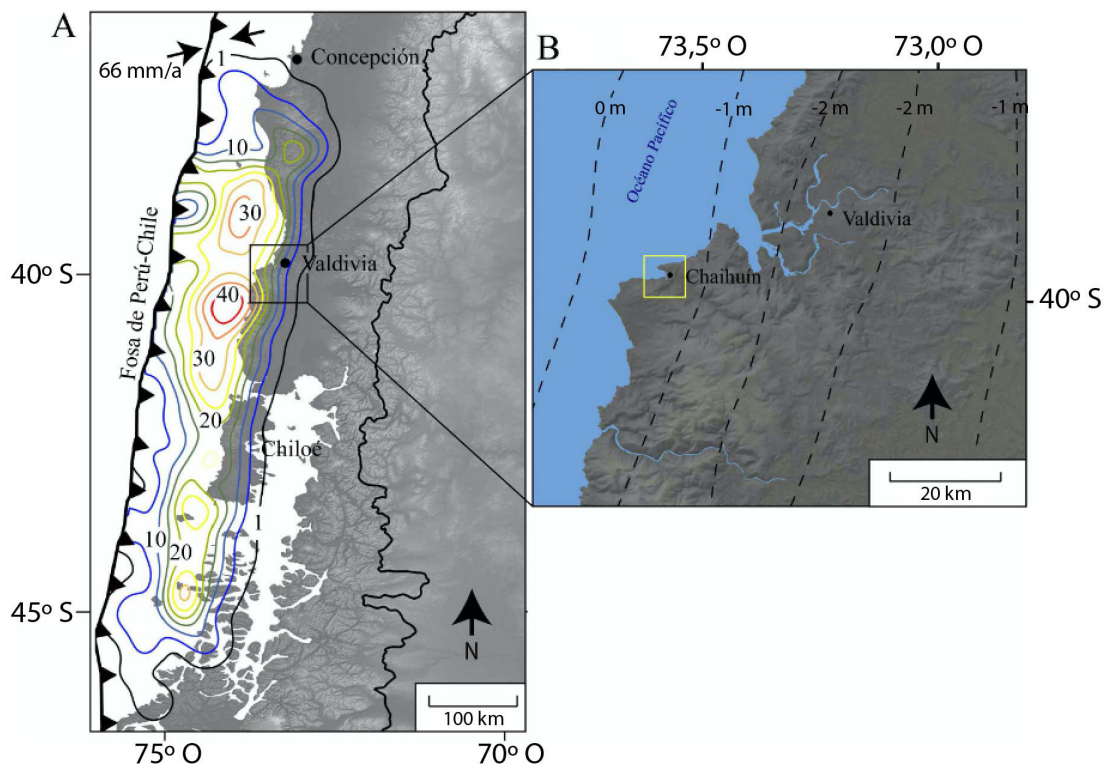 A
Concepción
66 mm/a
1
10
30
Fosa de Perú-Chile
40º S
Valdivia
40
30
20
Chiloé
1
10
20
45º S
N
100 km
75º O
70º O
B
73,5º O
73,0º O
0 m
-1 m
-2 m
-2 m
-1 m
Océano Pacífico
Valdivia
Chaihuín
40º S
N
20 km